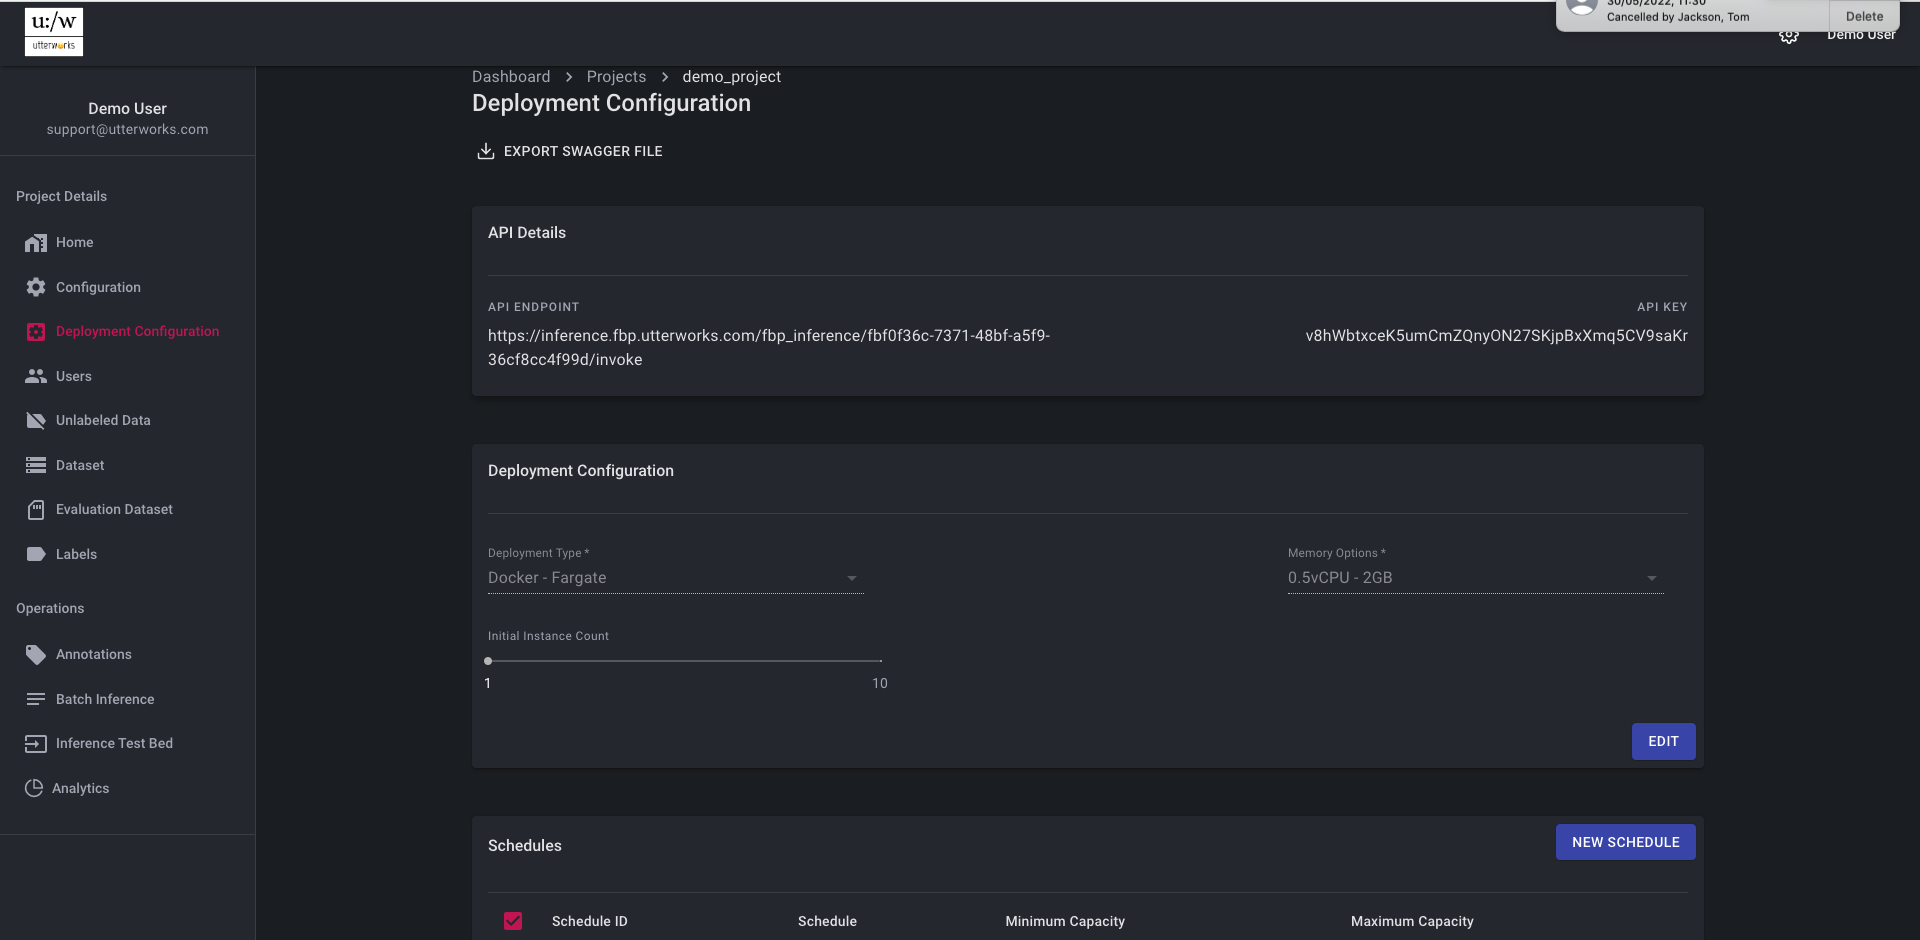 u:/w
utterworks
30/05/2022, 11:30
Cancelled by Jackson, Tom
Delete
Demo User
Demo User
support@utterworks.com
Project Details
Home
Configuration
Deployment Configuration
Users
Unlabeled Data
Dataset
Evaluation Dataset
Labels
Operations
Annotations
Batch Inference
Inference Test Bed
Analytics
Dashboard > Projects > demo_project
Deployment Configuration
EXPORT SWAGGER FILE
API Details
API ENDPOINT
API KEY
https://inference.fbp.utterworks.com/fbp_inference/fbf0f36c-7371-48bf-a5f9-
36cf8cc4f99d/invoke
v8hWbtxceK5umCmZQnyON27SKjpBxXmq5CV9saKr
Deployment Configuration
Deployment Type *
Memory Options *
Docker - Fargate
0.5vCPU - 2GB
Initial Instance Count
1
10
EDIT
Schedules
NEW SCHEDULE
Schedule ID
Schedule
Minimum Capacity
Maximum Capacity